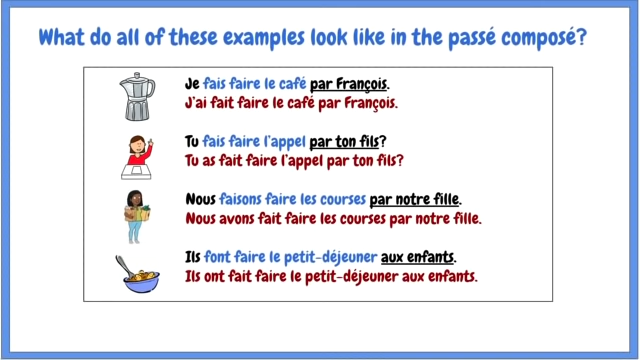 What do all of these examples look like in the passé composé?
Je fais faire le café par François.
J'ai fait faire le café par François.
Tu fais faire l'appel par ton fils?
Tu as fait faire l'appel par ton fils?
Nous faisons faire les courses par notre fille.
Nous avons fait faire les courses par notre fille.
Ils font faire le petit-déjeuner aux enfants.
Ils ont fait faire le petit-déjeuner aux enfants.